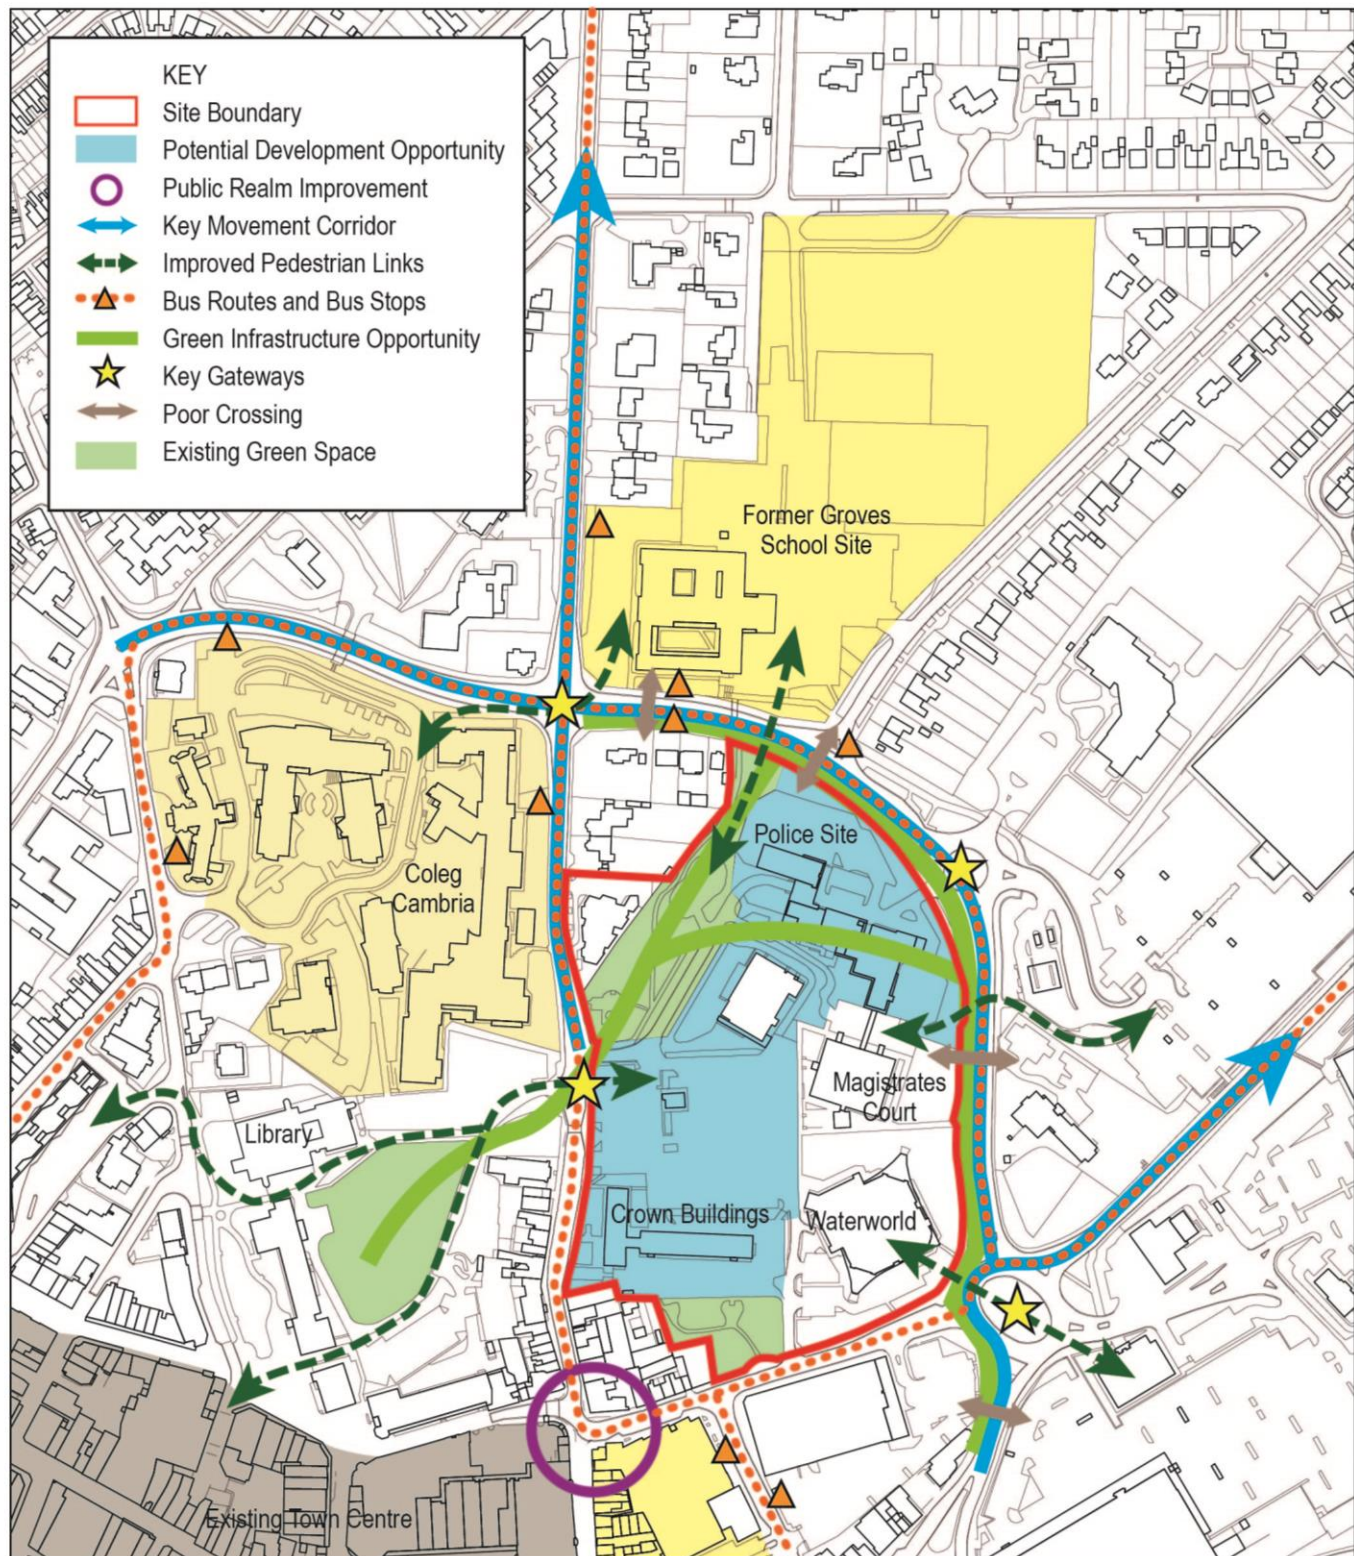 KEY
Site Boundary
Potential Development Opportunity
Public Realm Improvement
Key Movement Corridor
Improved Pedestrian Links
Bus Routes and Bus Stops
Green Infrastructure Opportunity
Key Gateways
Poor Crossing
Existing Green Space
Former Groves
School Site
Police Site
Coleg
Cambria
Magistrates
Court
Library
Crown Buildings
Waterworld
Existing Town Centre